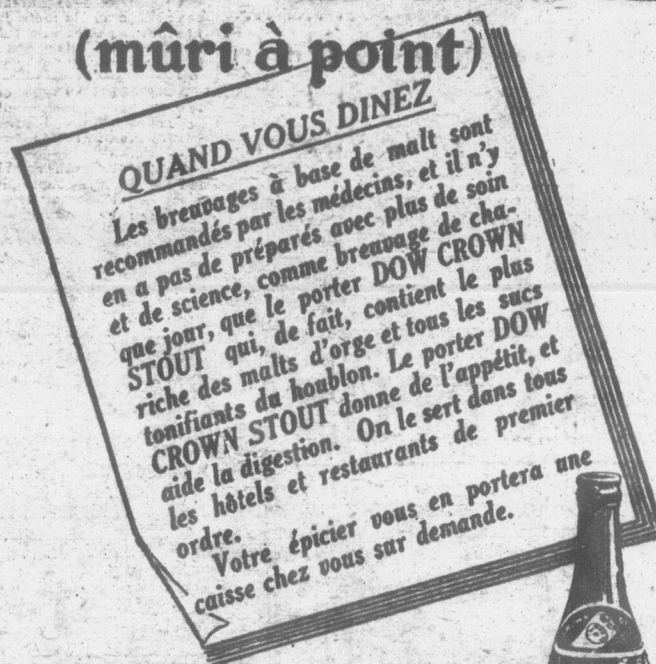 (mûri à point)
QUAND VOUS DINEZ
Les breuvages à base de malt sont
recommandés par les médecins, et il n'y
en a pas de préparés avec plus de soin
et de science, comme breuvage de cha-
que jour, que le porter DOW CROWN
STOUT qui, de fait, contient le plus
riche des malts d'orge et tous les sucs
tonifiants du houblon. Le porter DOW
CROWN STOUT donne de l'appétit, et
aide la digestion. On le sert dans tous
les hôtels et restaurants de premier
ordre.
Votre épicier vous en portera une
caisse chez vous sur demande.